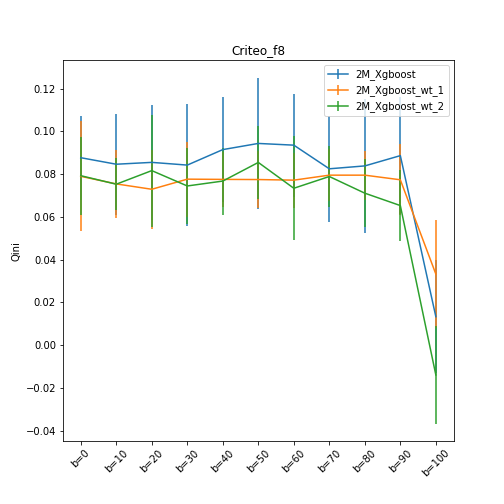 Criteo_f8
2M_Xgboost
2M_Xgboost_wt_1
2M_Xgboost_wt_2
Qini
0.12
0.10
0.08
0.06
0.04
0.02
0.00
−0.02
−0.04
b=0
b=10
b=20
b=30
b=40
b=50
b=60
b=70
b=80
b=90
b=100